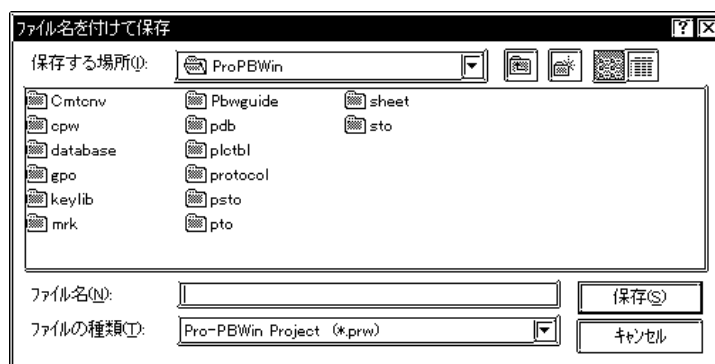 ファイル名を付けて保存
保存する場所(I): ProPBWin
Cmtcnv Pbwguide sheet
cpw pdb sto
database plctbl
gpo protocol
keylib psto
mrk pto
ファイル名(N): 保存(S)
ファイルの種類(T): Pro-PBWin Project (*.prw) キャンセル